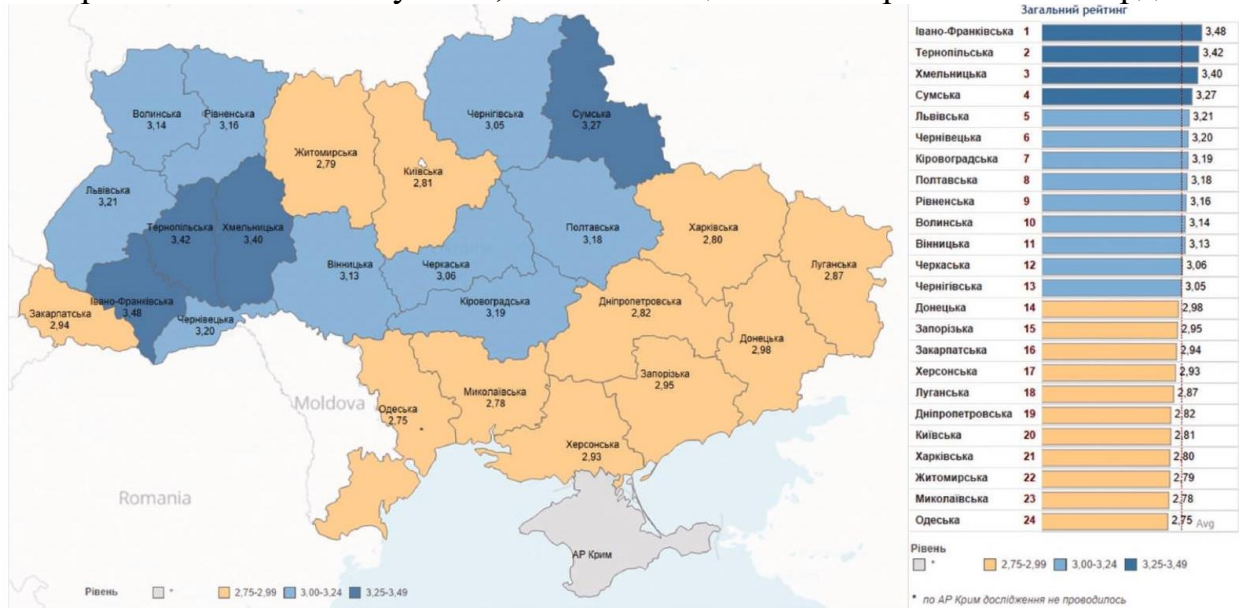 Загальний рейтинг
Волинська
3,14
Рівненська
3,16
Житомирська
2,79
Київська
2,81
Чернігівська
3,05
Сумська
3,27
Львівська
3,21
Тернопільська
3,42
Хмельницька
3,40
Вінницька
3,13
Черкаська
3,06
Полтавська
3,18
Харківська
2,80
Луганська
2,87
Закарпатська
2,94
Івано-Франківська
3,48
Чернівецька
3,20
Кіровоградська
3,19
Дніпропетровська
2,82
Донецька
2,98
Запорізька
2,95
Миколаївська
2,78
Одеська
2,75
Херсонська
2,93
АР Крим
Moldova
Romania
Рівень * 2,75-2,99 3,00-3,24 3,25-3,49
Івано-Франківська 1 3,48
Тернопільська 2 3,42
Хмельницька 3 3,40
Сумська 4 3,27
Львівська 5 3,21
Чернівецька 6 3,20
Кіровоградська 7 3,19
Полтавська 8 3,18
Рівненська 9 3,16
Волинська 10 3,14
Вінницька 11 3,13
Черкаська 12 3,06
Чернігівська 13 3,05
Донецька 14 2,98
Запорізька 15 2,95
Закарпатська 16 2,94
Херсонська 17 2,93
Луганська 18 2,87
Дніпропетровська 19 2,82
Київська 20 2,81
Харківська 21 2,80
Житомирська 22 2,79
Миколаївська 23 2,78
Одеська 24 2,75 Avg
Рівень
* 2,75-2,99 3,00-3,24 3,25-3,49
* по АР Крим дослідження не проводилось